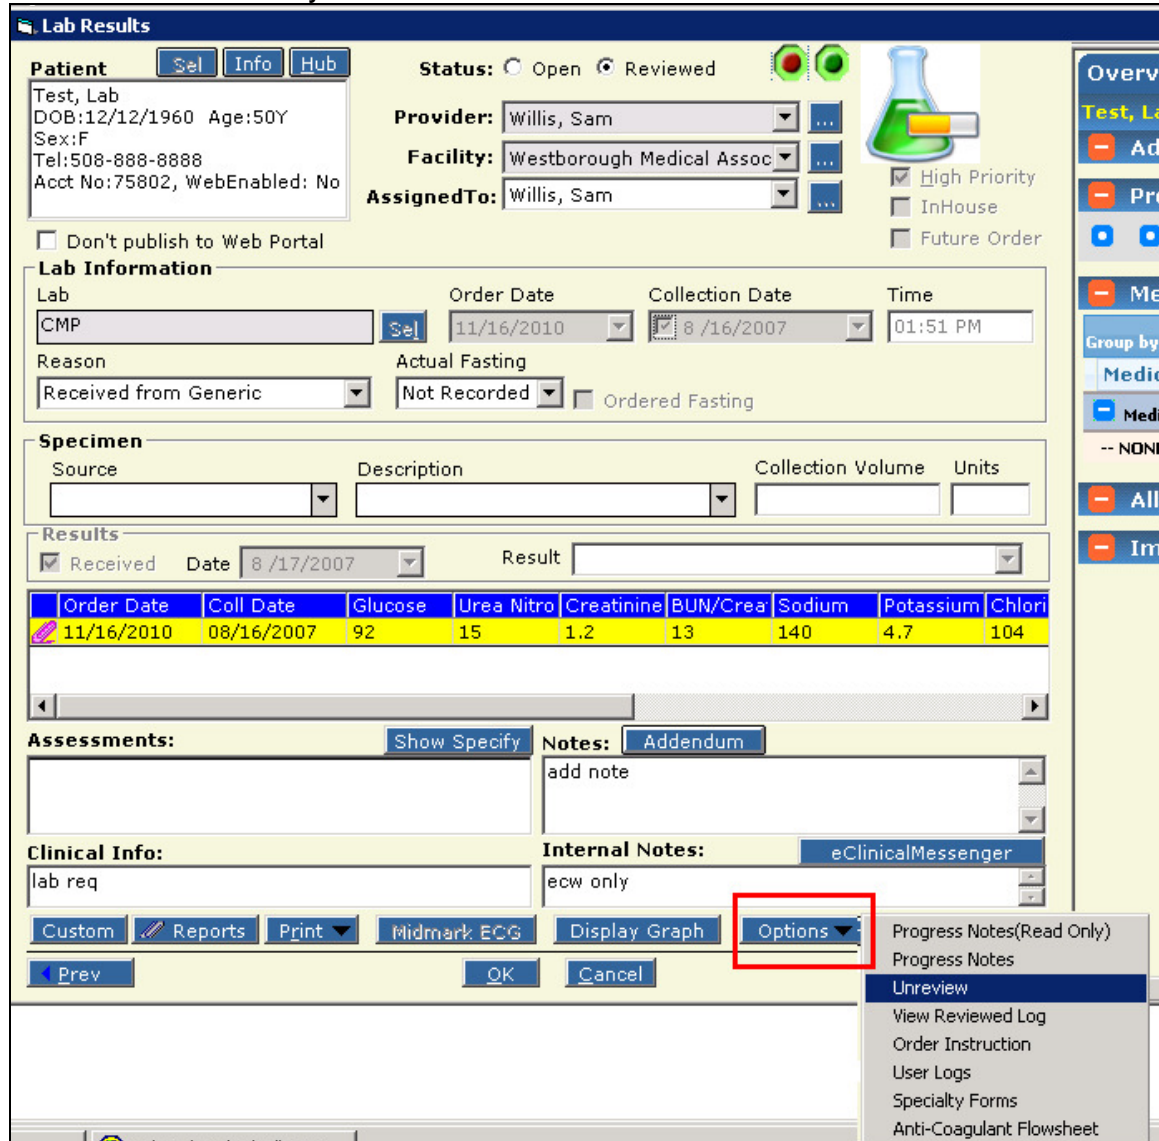 Lab Results
Patient Sel Info Hub
Status: Open Reviewed
Test, Lab
DOB:12/12/1960 Age:50Y
Sex:F
Tel:508-888-8888
Acct No:75802, WebEnabled: No
Provider: Willis, Sam ...
Facility: Westborough Medical Assoc ...
AssignedTo: Willis, Sam ...
High Priority
InHouse
Future Order
Don't publish to Web Portal
Lab Information
Lab Order Date Collection Date Time
CMP Sel 11/16/2010 8 /16/2007 01:51 PM
Reason Actual Fasting
Received from Generic Not Recorded Ordered Fasting
Specimen
Source Description Collection Volume Units
Results
Received Date 8 /17/2007 Result
Order Date Coll Date Glucose Urea Nitro Creatinine BUN/Crea Sodium Potassium Chlori
11/16/2010 08/16/2007 92 15 1.2 13 140 4.7 104
Assessments: Show Specify Notes: Addendum
add note
Clinical Info: Internal Notes: eClinicalMessenger
lab req ecw only
Custom Reports Print Midmark ECG Display Graph Options
Prev OK Cancel
Progress Notes(Read Only)
Progress Notes
Unreview
View Reviewed Log
Order Instruction
User Logs
Specialty Forms
Anti-Coagulant Flowsheet
Overv
Test, La
Ad
Pr
Me
Group by
Medic
Medi
-- NON
All
Im